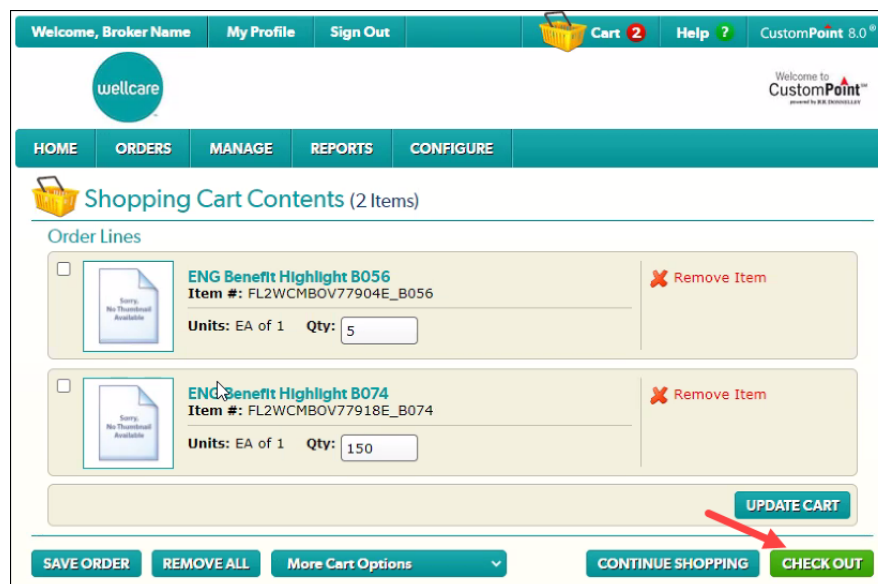 Welcome, Broker Name My Profile Sign Out Cart 2 Help ? CustomPoint 8.0®
wellcare
Welcome to
CustomPoint
powered by RR DONNELLEY
HOME ORDERS MANAGE REPORTS CONFIGURE
Shopping Cart Contents (2 Items)
Order Lines
Sorry,
No Thumbnail
Available
ENG Benefit Highlight B056
Item #: FL2WCMBOV77904E_B056
Units: EA of 1 Qty: 5
Remove Item
Sorry,
No Thumbnail
Available
ENG Benefit Highlight B074
Item #: FL2WCMBOV77918E_B074
Units: EA of 1 Qty: 150
Remove Item
UPDATE CART
SAVE ORDER REMOVE ALL More Cart Options CONTINUE SHOPPING CHECK OUT